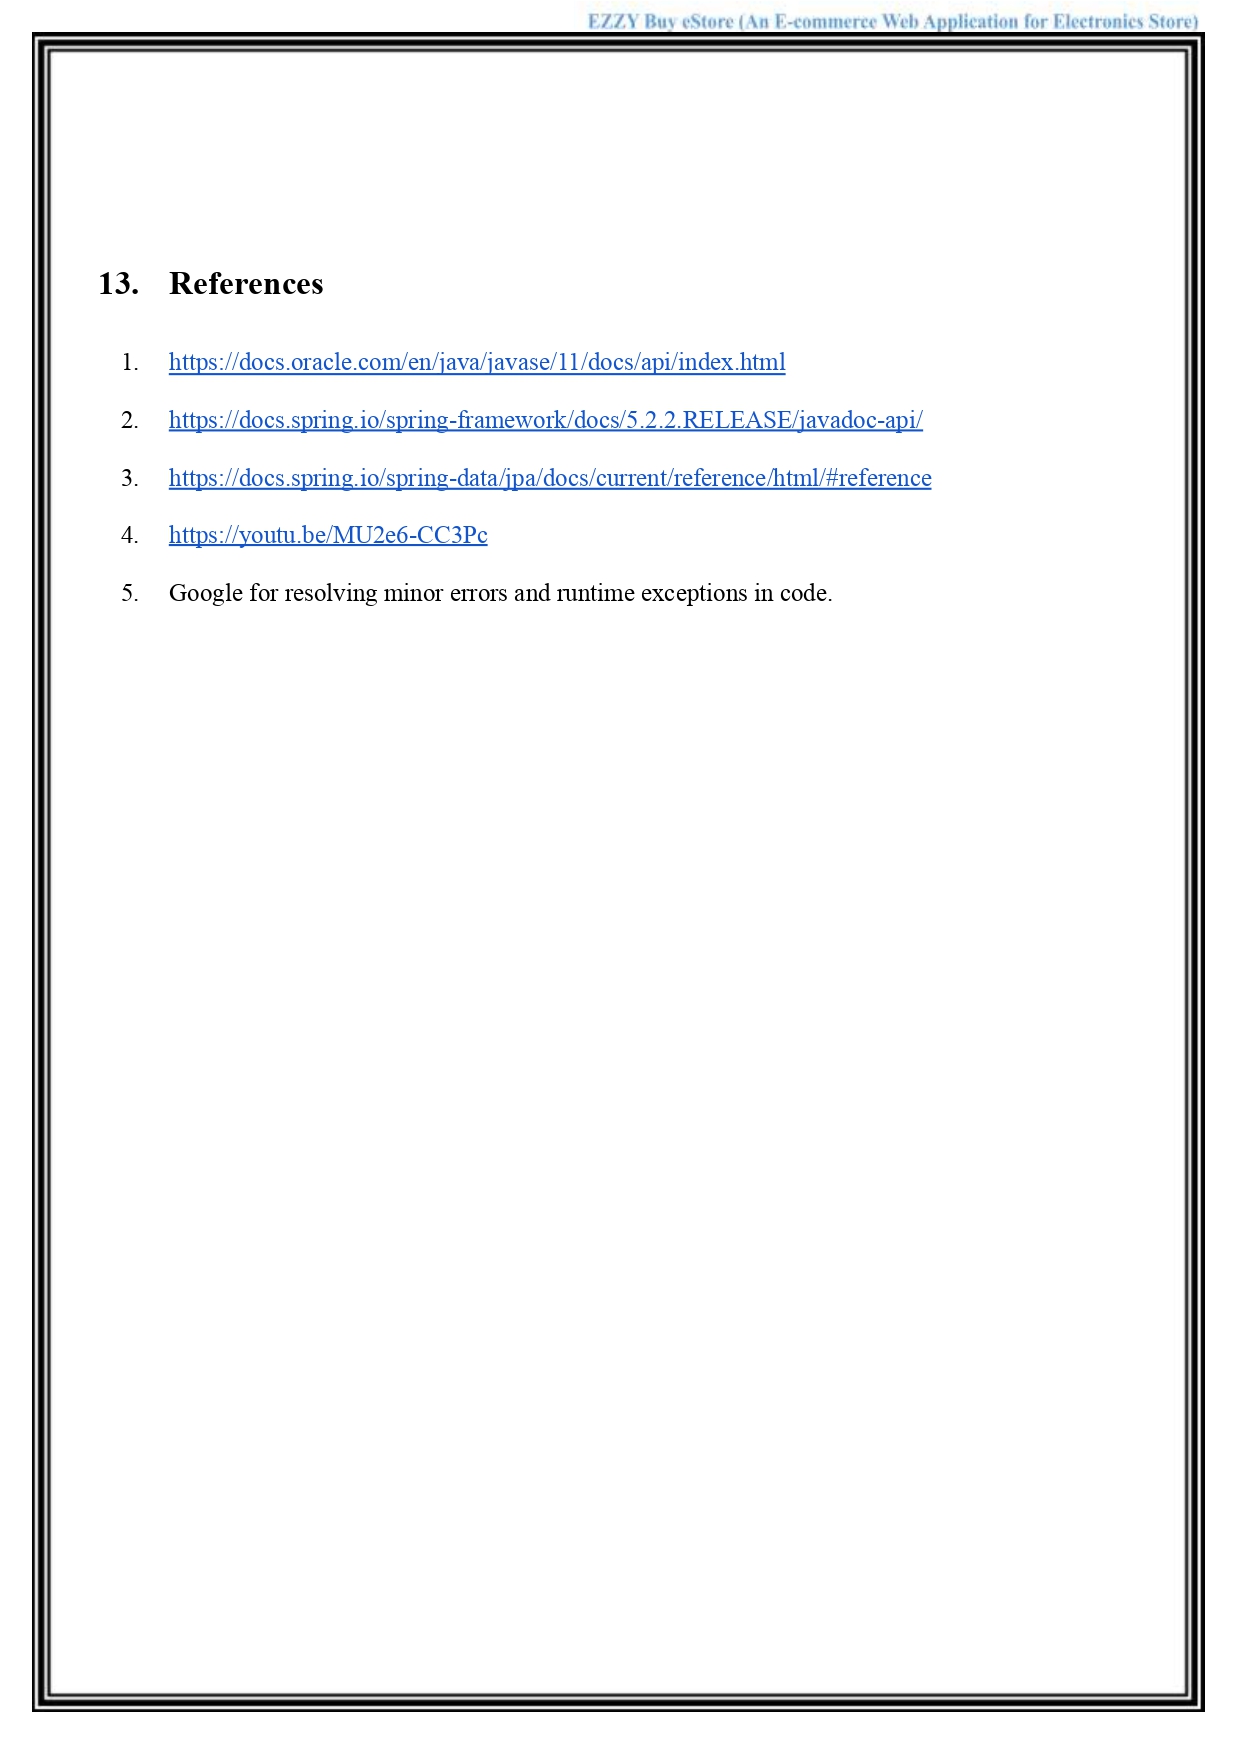 EZZY Buy eStore (An E-commerce Web Application for Electronics Store)
13. References
1. https://docs.oracle.com/en/java/javase/11/docs/api/index.html
2. https://docs.spring.io/spring-framework/docs/5.2.2.RELEASE/javadoc-api/
3. https://docs.spring.io/spring-data/jpa/docs/current/reference/html/#reference
4. https://youtu.be/MU2e6-CC3Pc
5. Google for resolving minor errors and runtime exceptions in code.